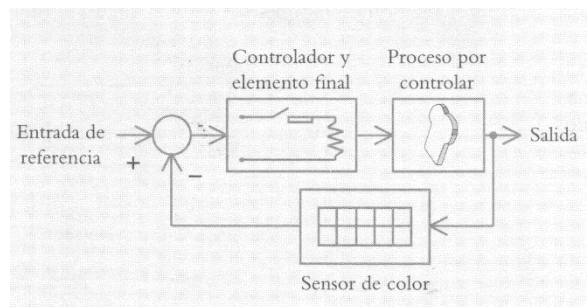 Controlador y
elemento final
Proceso por
controlar
Entrada de
referencia
+
−
Salida
Sensor de color